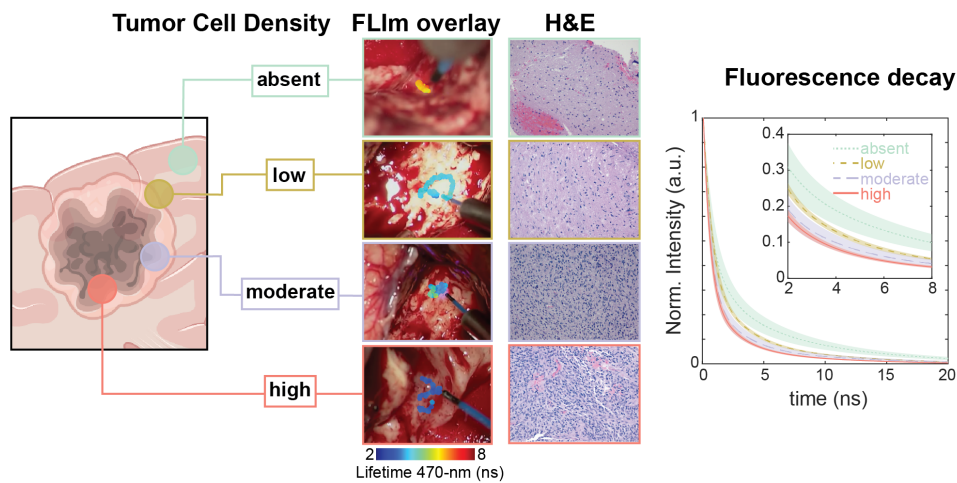 Tumor Cell Density
FLIm overlay
H&E
absent
low
moderate
high
2
8
Lifetime 470-nm (ns)
Fluorescence decay
Norm. Intensity (a.u.)
1
0
0
5
10
15
20
time (ns)
0.4
0.3
0.2
0.1
0
2
4
6
8
absent
low
moderate
high